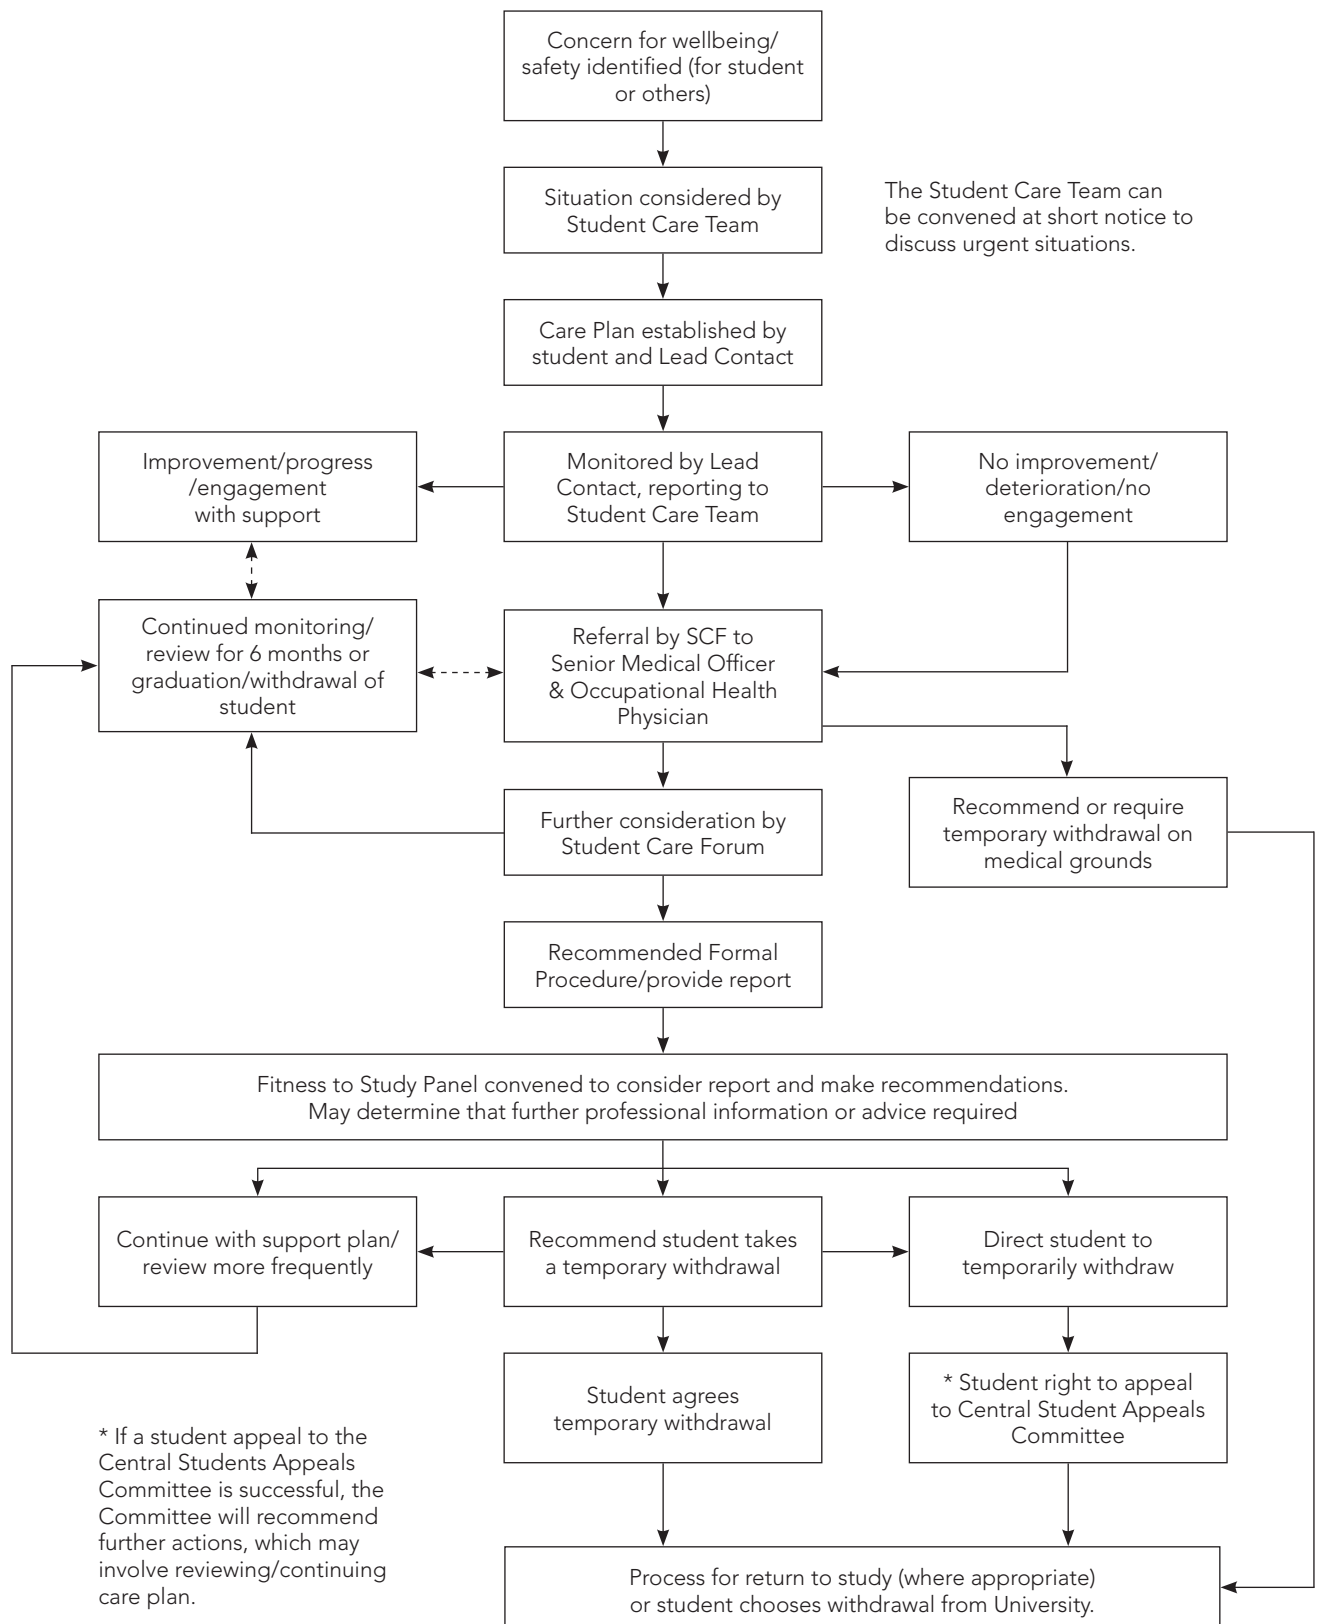 Concern for wellbeing/
safety identified (for student
or others)
Situation considered by
Student Care Team
The Student Care Team can
be convened at short notice to
discuss urgent situations.
Care Plan established by
student and Lead Contact
Improvement/progress
/engagement
with support
Monitored by Lead
Contact, reporting to
Student Care Team
No improvement/
deterioration/no
engagement
Continued monitoring/
review for 6 months or
graduation/withdrawal of
student
Referral by SCF to
Senior Medical Officer
& Occupational Health
Physician
Further consideration by
Student Care Forum
Recommend or require
temporary withdrawal on
medical grounds
Recommended Formal
Procedure/provide report
Fitness to Study Panel convened to consider report and make recommendations.
May determine that further professional information or advice required
Continue with support plan/
review more frequently
Recommend student takes
a temporary withdrawal
Direct student to
temporarily withdraw
Student agrees
temporary withdrawal
* Student right to appeal
to Central Student Appeals
Committee
* If a student appeal to the
Central Students Appeals
Committee is successful, the
Committee will recommend
further actions, which may
involve reviewing/continuing
care plan.
Process for return to study (where appropriate)
or student chooses withdrawal from University.